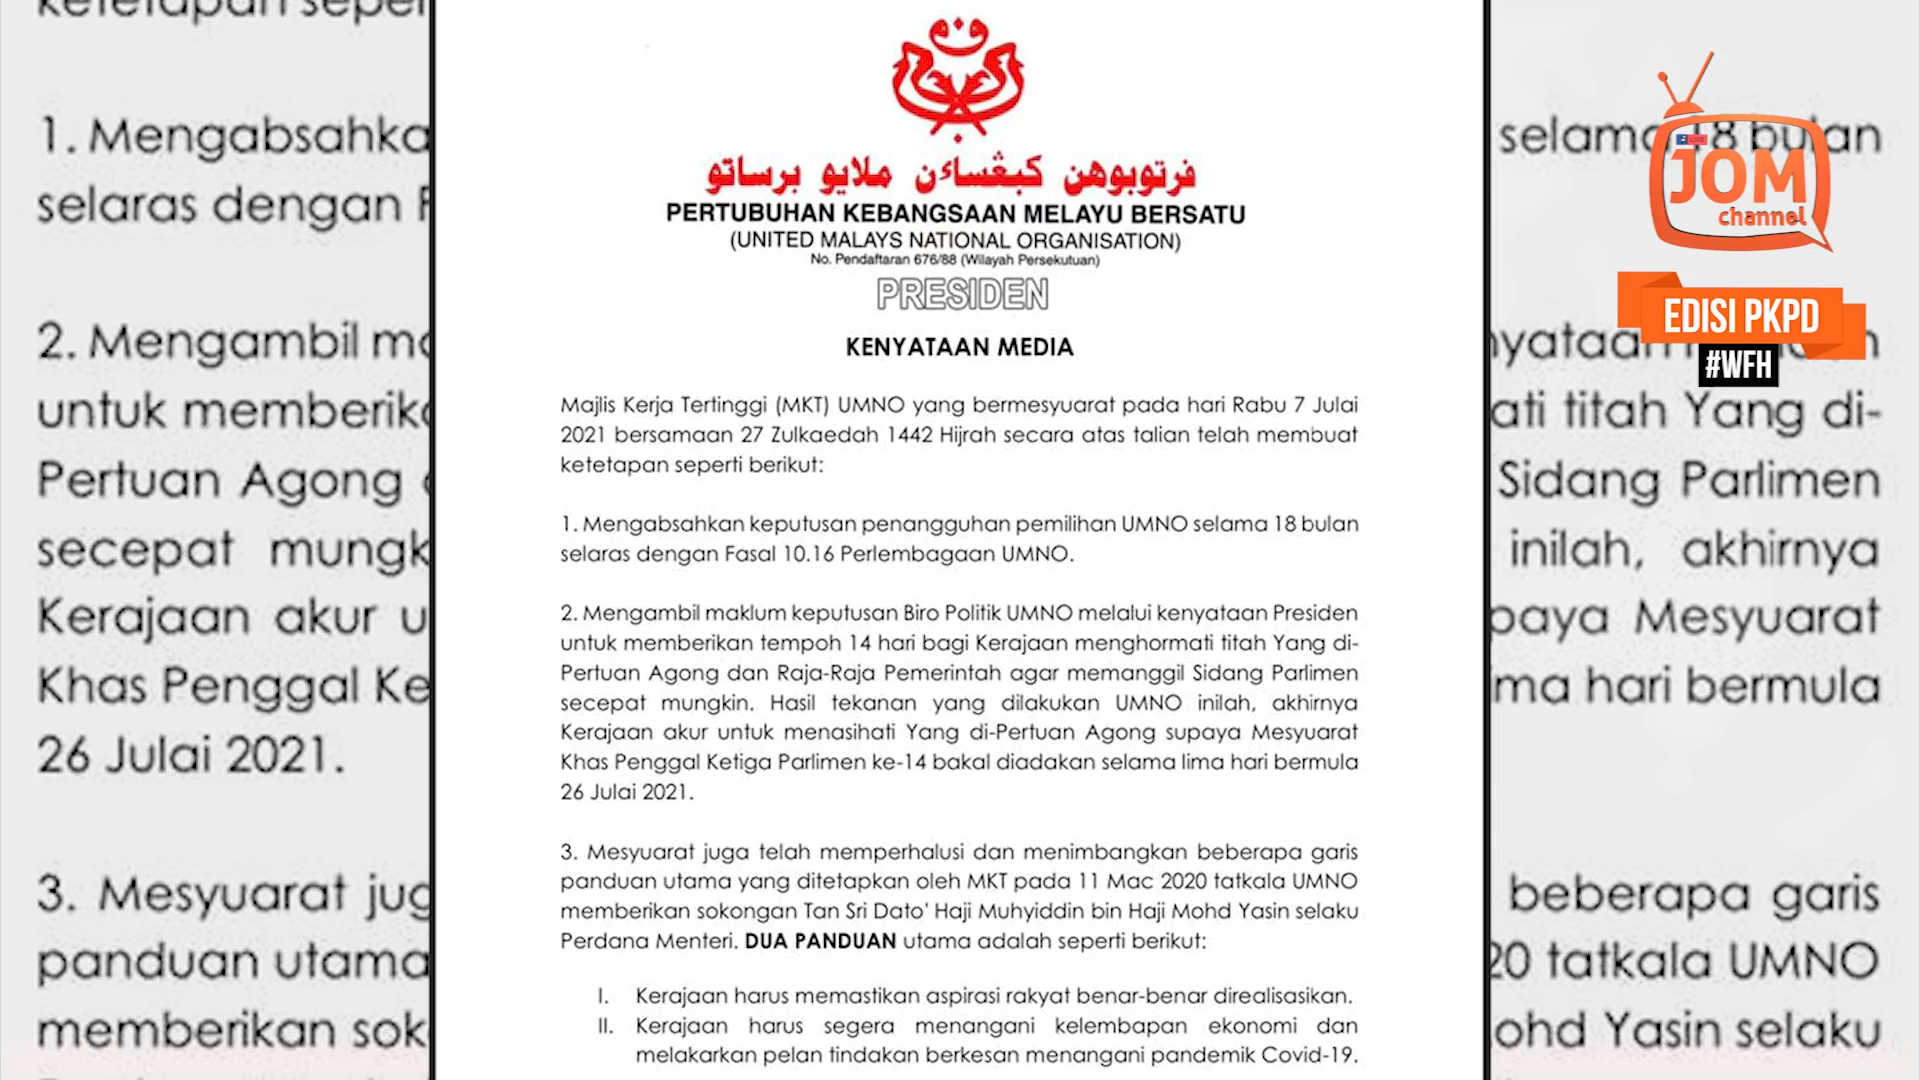 فرتوبوهن كبڠساءن ملايو برساتو
PERTUBUHAN KEBANGSAAN MELAYU BERSATU
(UNITED MALAYS NATIONAL ORGANISATION)
No. Pendaftaran 676/88 (Wilayah Persekutuan)
PRESIDEN
KENYATAAN MEDIA
Majlis Kerja Tertinggi (MKT) UMNO yang bermesyuarat pada hari Rabu 7 Julai
2021 bersamaan 27 Zulkaedah 1442 Hijrah secara atas talian telah membuat
ketetapan seperti berikut:
1. Mengabsahkan keputusan penangguhan pemilihan UMNO selama 18 bulan
selaras dengan Fasal 10.16 Perlembagaan UMNO.
2. Mengambil maklum keputusan Biro Politik UMNO melalui kenyataan Presiden
untuk memberikan tempoh 14 hari bagi Kerajaan menghormati titah Yang di-
Pertuan Agong dan Raja-Raja Pemerintah agar memanggil Sidang Parlimen
secepat mungkin. Hasil tekanan yang dilakukan UMNO inilah, akhirnya
Kerajaan akur untuk menasihati Yang di-Pertuan Agong supaya Mesyuarat
Khas Penggal Ketiga Parlimen ke-14 bakal diadakan selama lima hari bermula
26 Julai 2021.
3. Mesyuarat juga telah memperhalusi dan menimbangkan beberapa garis
panduan utama yang ditetapkan oleh MKT pada 11 Mac 2020 tatkala UMNO
memberikan sokongan Tan Sri Dato' Haji Muhyiddin bin Haji Mohd Yasin selaku
Perdana Menteri. DUA PANDUAN utama adalah seperti berikut:
I. Kerajaan harus memastikan aspirasi rakyat benar-benar direalisasikan.
II. Kerajaan harus segera menangani kelembapan ekonomi dan
melakarkan pelan tindakan berkesan menangani pandemik Covid-19.
1. Mengabsahka
selaras dengan
2. Mengambil
untuk memberik
Pertuan Agong
secepat mungk
Kerajaan akur u
Khas Penggal Ke
26 Julai 2021.
3. Mesyuarat jug
panduan utama
memberikan sok
selama 18 bulan
ati titah Yang di-
Sidang Parlimen
inilah, akhirnya
paya Mesyuarat
ma hari bermula
beberapa garis
20 tatkala UMNO
ohd Yasin selaku
JOM
channel
EDISI PKPD
#WFH